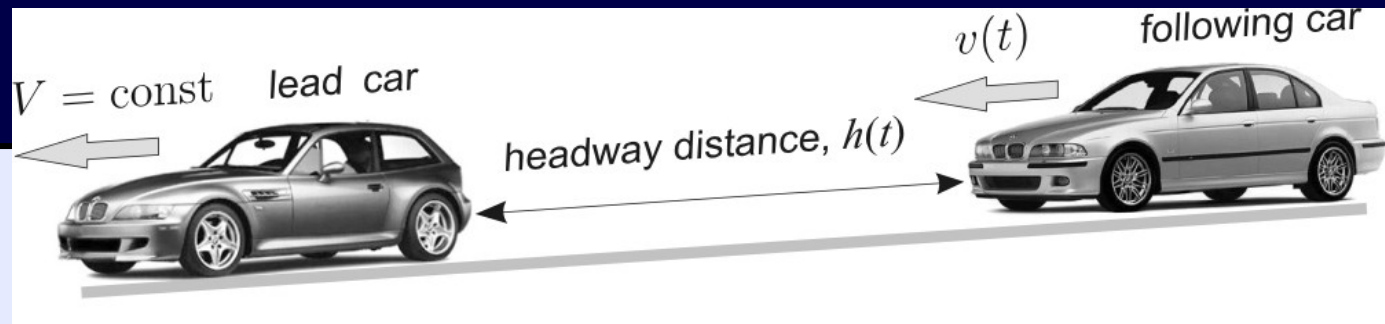 V = const
lead car
headway distance, h(t)
v(t)
following car